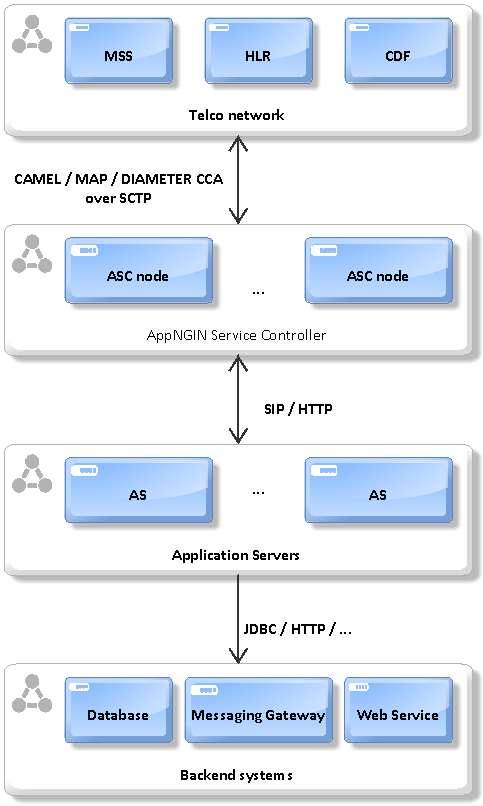 MSS HLR CDF
Telco network
CAMEL / MAP / DIAMETER CCA
over SCTP
ASC node ... ASC node
AppNGIN Service Controller
SIP / HTTP
AS ... AS
Application Servers
JDBC / HTTP / ...
Database Messaging Gateway Web Service
Backend systems